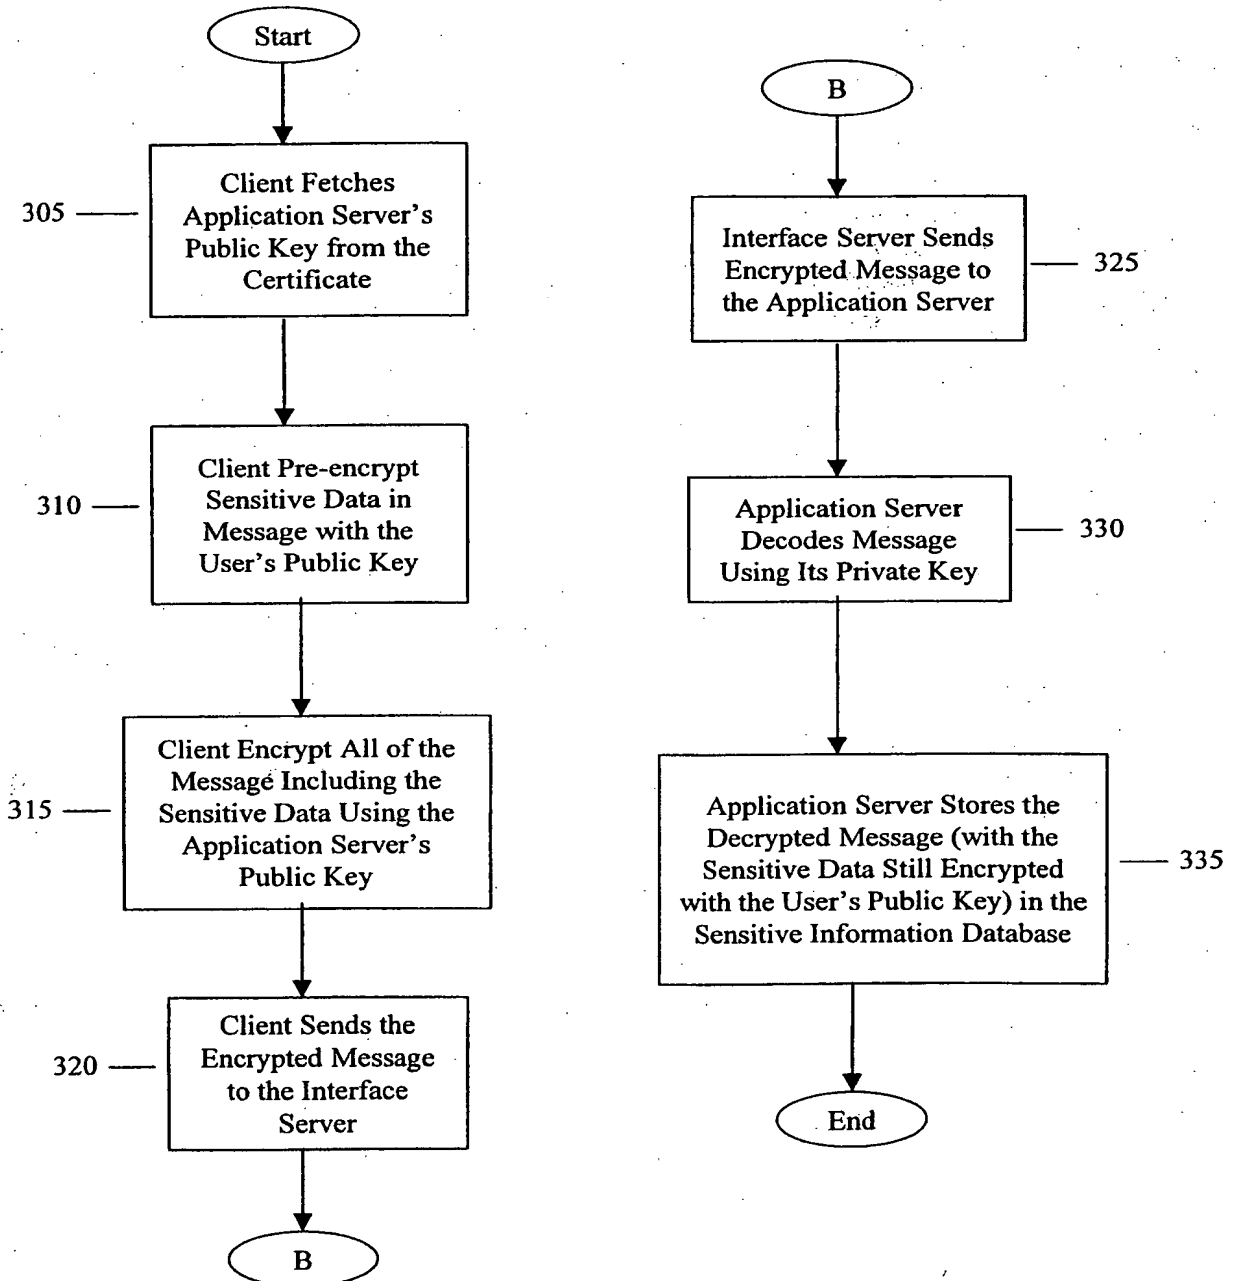 Start
305
Client Fetches
Application Server's
Public Key from the
Certificate
310
Client Pre-encrypt
Sensitive Data in
Message with the
User's Public Key
315
Client Encrypt All of the
Message Including the
Sensitive Data Using the
Application Server's
Public Key
320
Client Sends the
Encrypted Message
to the Interface
Server
B
B
Interface Server Sends
Encrypted Message to
the Application Server
325
Application Server
Decodes Message
Using Its Private Key
330
Application Server Stores the
Decrypted Message (with the
Sensitive Data Still Encrypted
with the User's Public Key) in the
Sensitive Information Database
335
End